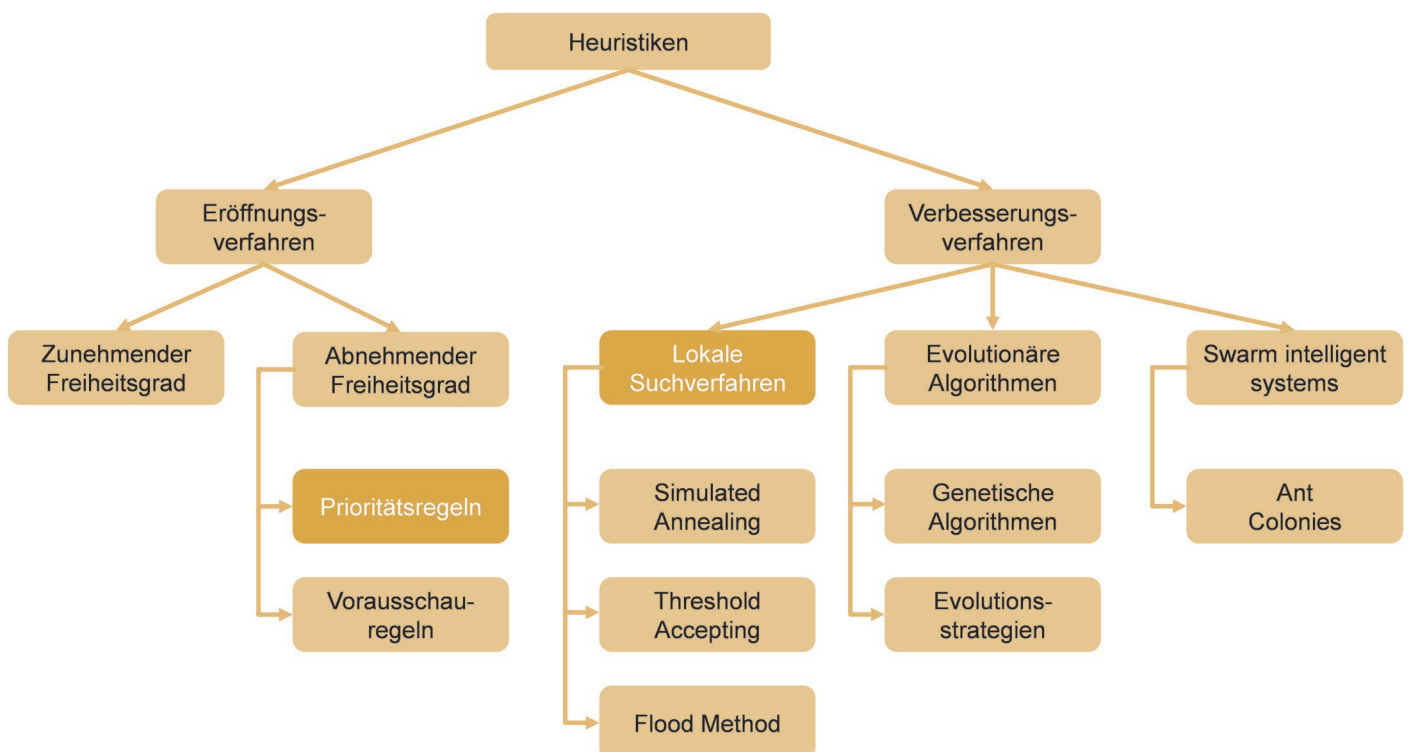 Heuristiken
Eröffnungs-
verfahren
Verbesserungs-
verfahren
Zunehmender
Freiheitsgrad
Abnehmender
Freiheitsgrad
Lokale
Suchverfahren
Evolutionäre
Algorithmen
Swarm intelligent
systems
Prioritätsregeln
Simulated
Annealing
Genetische
Algorithmen
Ant
Colonies
Vorausschau-
regeln
Threshold
Accepting
Evolutions-
strategien
Flood Method